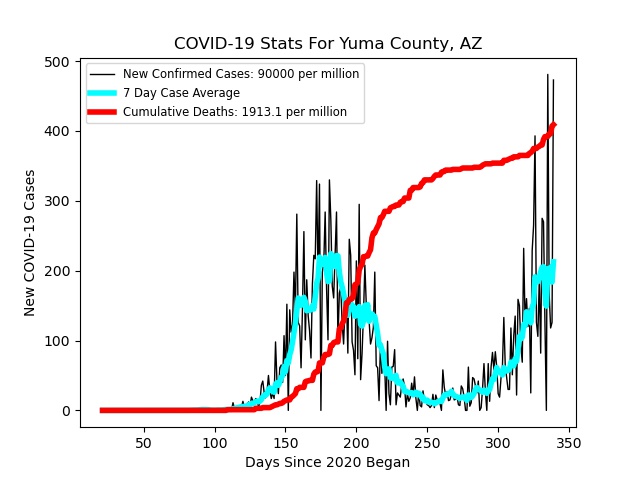 COVID-19 Stats For Yuma County, AZ
New Confirmed Cases: 90000 per million
7 Day Case Average
Cumulative Deaths: 1913.1 per million
500
400
300
200
100
0
New COVID-19 Cases
50 100 150 200 250 300 350
Days Since 2020 Began